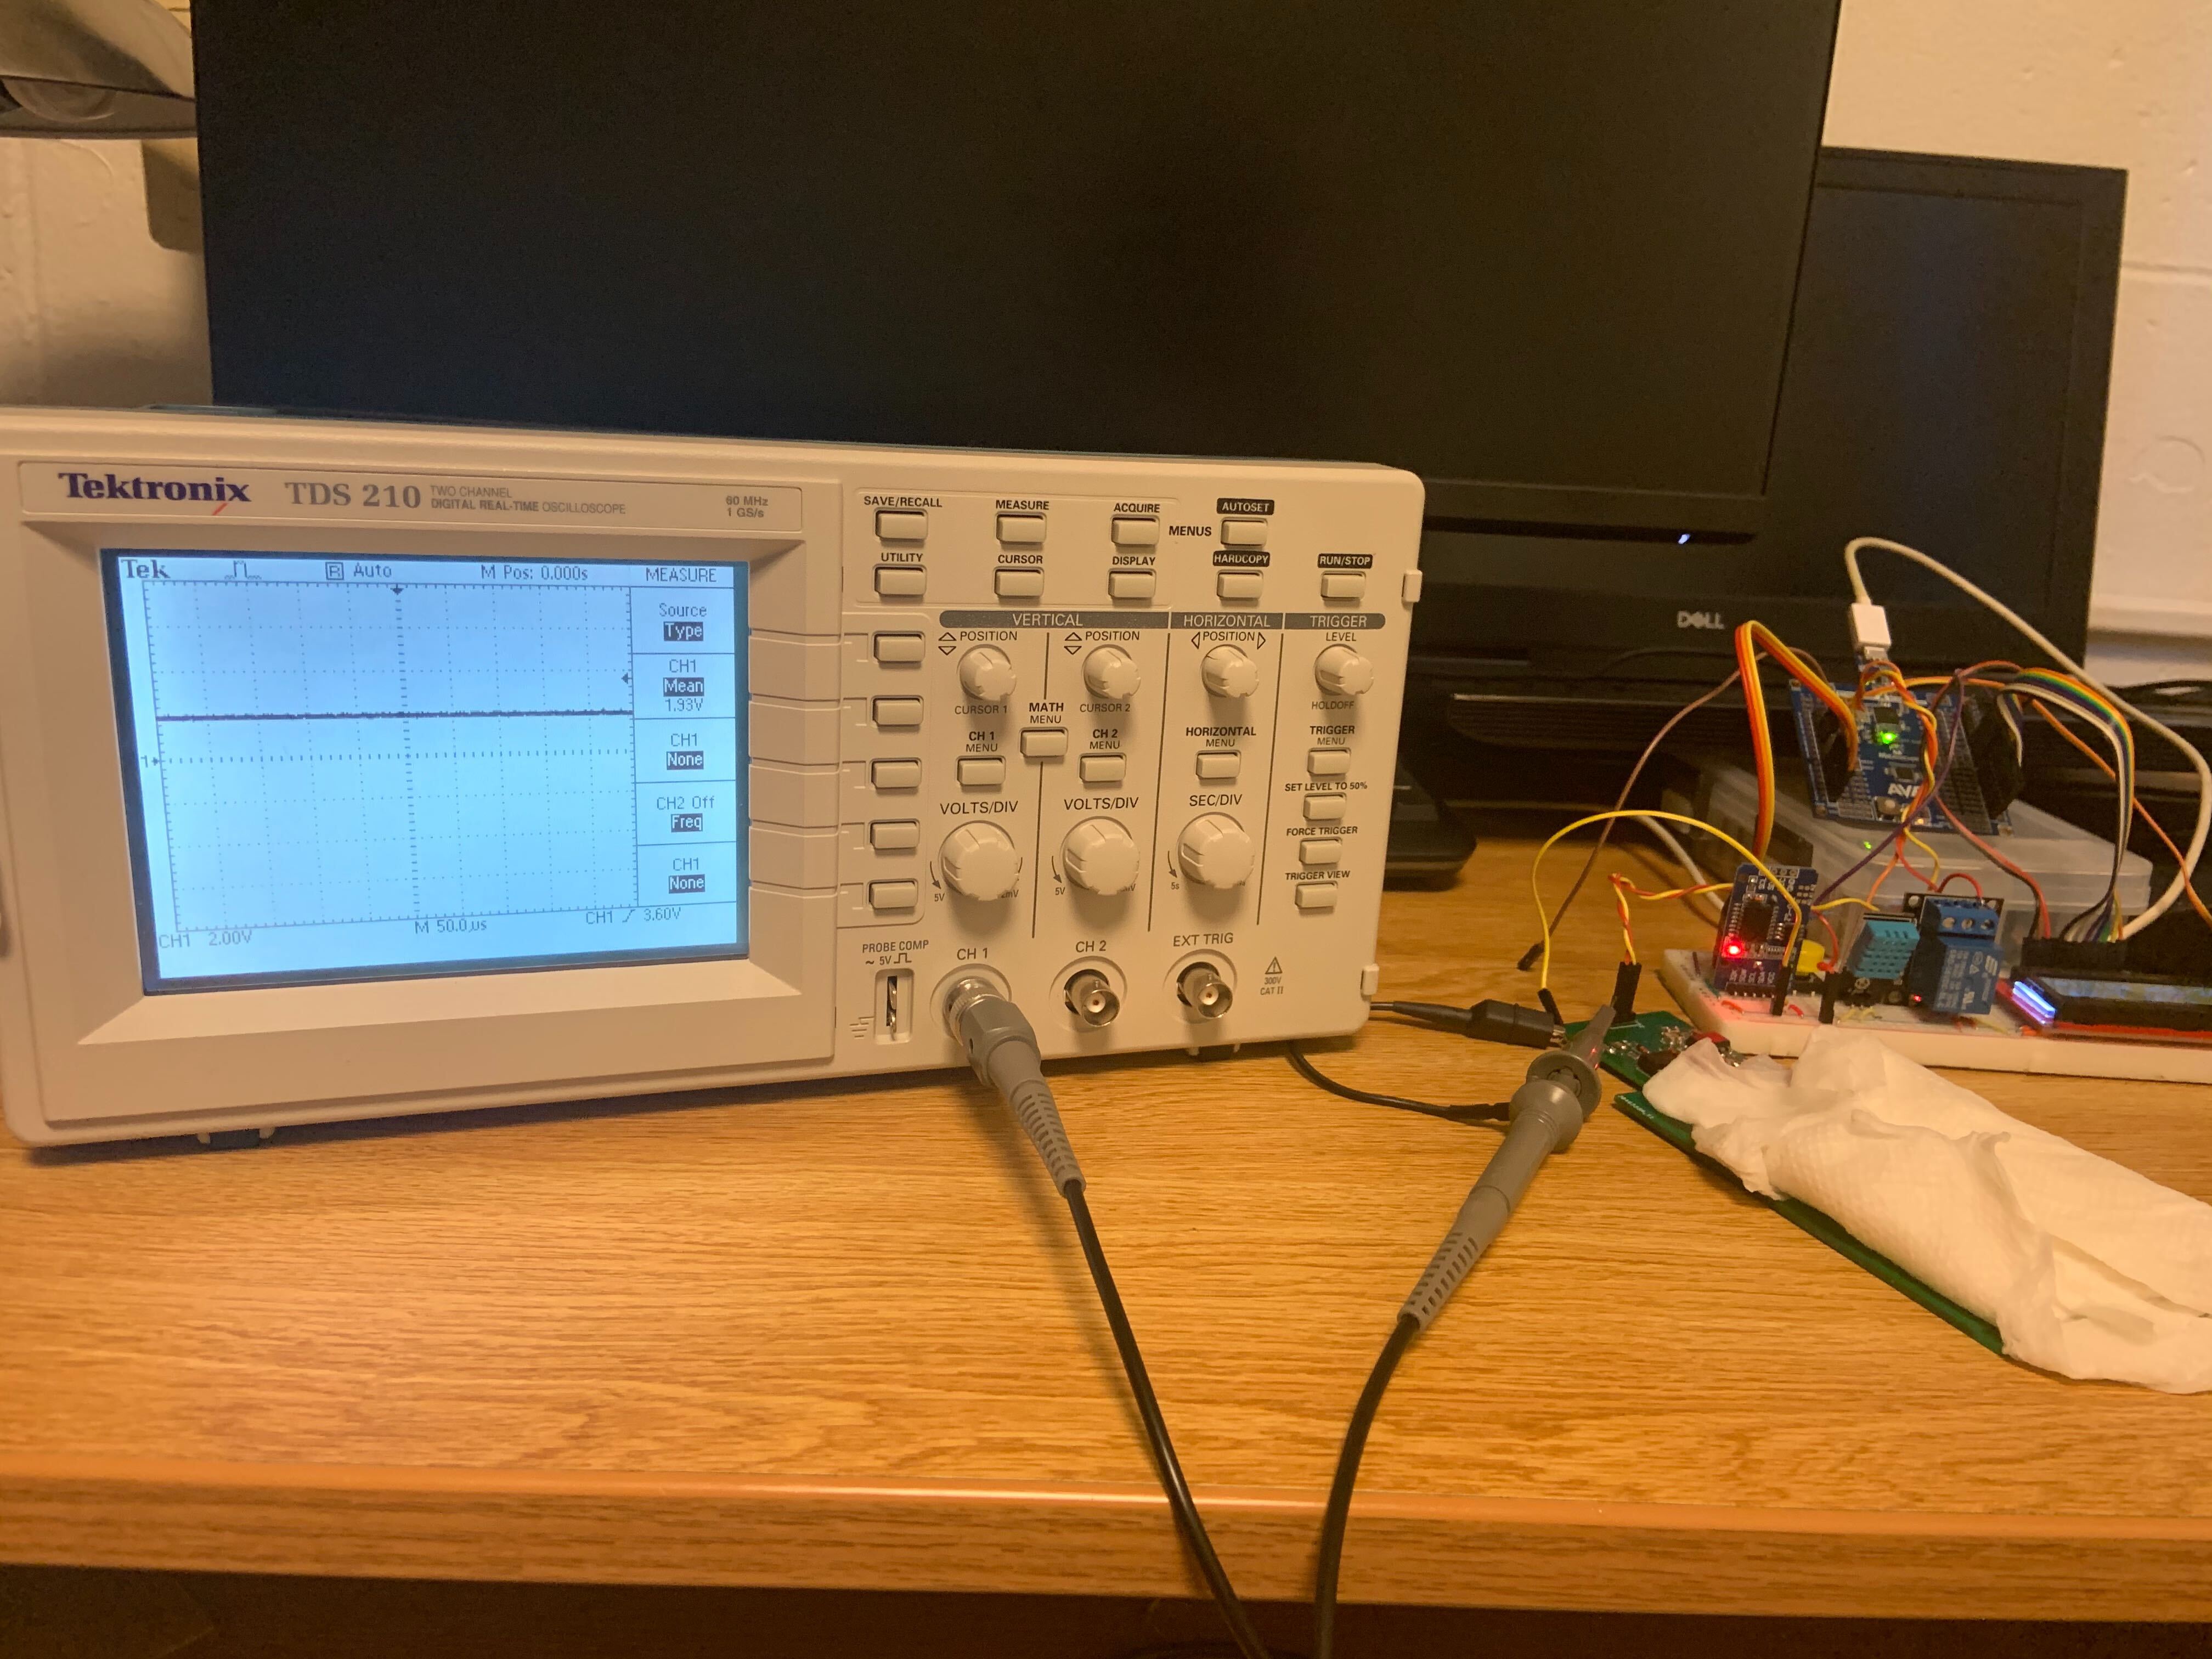 Tektronix TDS 210 TWO CHANNEL
DIGITAL REAL-TIME OSCILLOSCOPE
60 MHz
1 GS/s
Tek Auto M Pos: 0.000s MEASURE
Source
Type
CH1
Mean
1.93V
CH1
None
CH2 Off
Freq
CH1
None
1
CH1 2.00V M 50.0us CH1 3.60V
SAVE/RECALL MEASURE ACQUIRE AUTOSET
MENUS
UTILITY CURSOR DISPLAY HARDCOPY RUN/STOP
VERTICAL HORIZONTAL TRIGGER
POSITION POSITION POSITION LEVEL
CURSOR 1 CURSOR 2 HOLDOFF
MATH
MENU
CH 1
MENU
CH 2
MENU
HORIZONTAL
MENU
TRIGGER
MENU
SET LEVEL TO 50%
VOLTS/DIV VOLTS/DIV SEC/DIV
FORCE TRIGGER
TRIGGER VIEW
5V 5V 5s
PROBE COMP
~ 5V
CH 1 CH 2 EXT TRIG
300V
CAT II
DELL